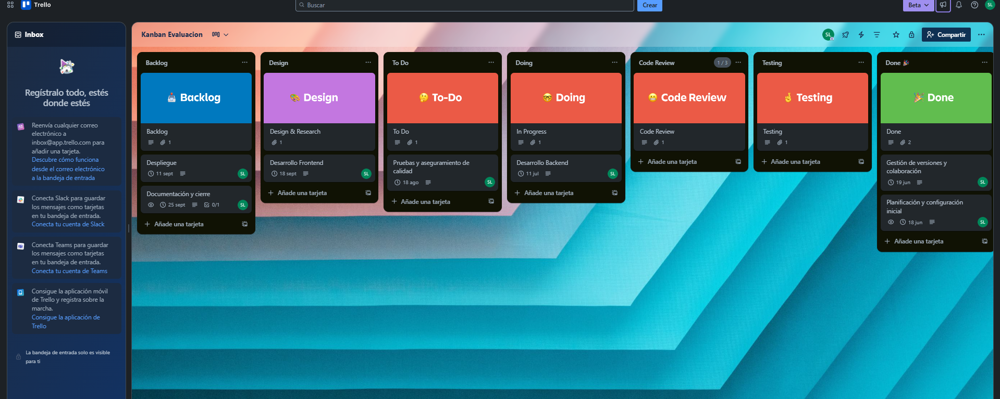 Trello
Buscar
Crear
Beta
SL
Inbox
Regístralo todo, estés
donde estés
Reenvía cualquier correo
electrónico a
inbox@app.trello.com para
añadir una tarjeta.
Descubre cómo funciona
desde el correo electrónico
a la bandeja de entrada
Conecta Slack para guardar
los mensajes como tarjetas
en tu bandeja de entrada.
Conecta tu cuenta de Slack
Conecta Teams para guardar
los mensajes como tarjetas
en tu bandeja de entrada.
Conecta tu cuenta de Teams
Consigue la aplicación móvil
de Trello y registra sobre la
marcha.
Consigue la aplicación de
Trello
La bandeja de entrada solo es visible
para ti
Kanban Evaluacion
SL
Compartir
Backlog
Backlog
Backlog
1
Despliegue
11 sept
SL
Documentación y cierre
25 sept
0/1
SL
Añade una tarjeta
Design
Design
Design & Research
1
Desarrollo Frontend
18 sept
SL
Añade una tarjeta
To Do
To-Do
To Do
1
Pruebas y aseguramiento de
calidad
18 ago
SL
Añade una tarjeta
Doing
Doing
In Progress
1
Desarrollo Backend
11 jul
SL
Añade una tarjeta
Code Review
1 / 3
Code Review
Code Review
1
Añade una tarjeta
Testing
Testing
Testing
1
Añade una tarjeta
Done
Done
Done
2
Gestión de versiones y
colaboración
19 jun
SL
Planificación y configuración
inicial
18 jun
SL
Añade una tarjeta